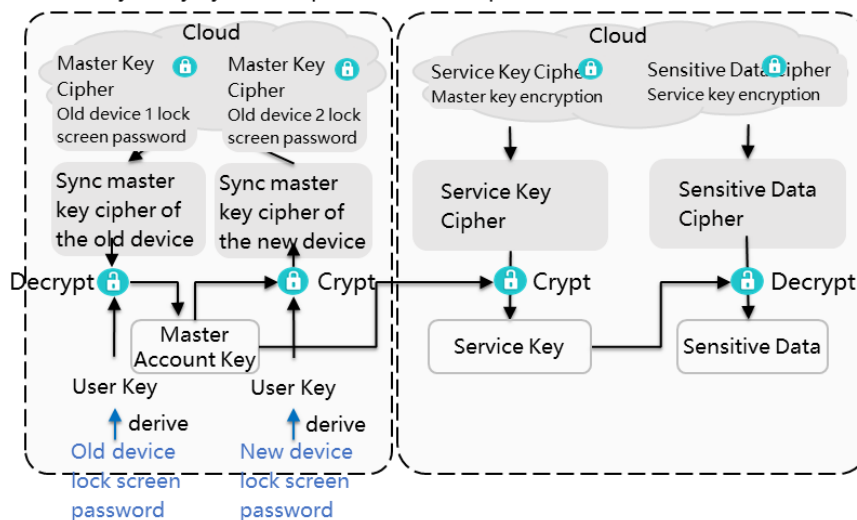 Cloud
Master Key
Cipher
Old device 1 lock
screen password
Master Key
Cipher
Old device 2 lock
screen password
Sync master
key cipher of
the old device
Sync master
key cipher of
the new device
Decrypt
Crypt
Master
Account Key
User Key
User Key
derive
derive
Old device
lock screen
password
New device
lock screen
password
Cloud
Service Key Cipher
Master key encryption
Sensitive Data Cipher
Service key encryption
Service Key
Cipher
Sensitive Data
Cipher
Crypt
Decrypt
Service Key
Sensitive Data